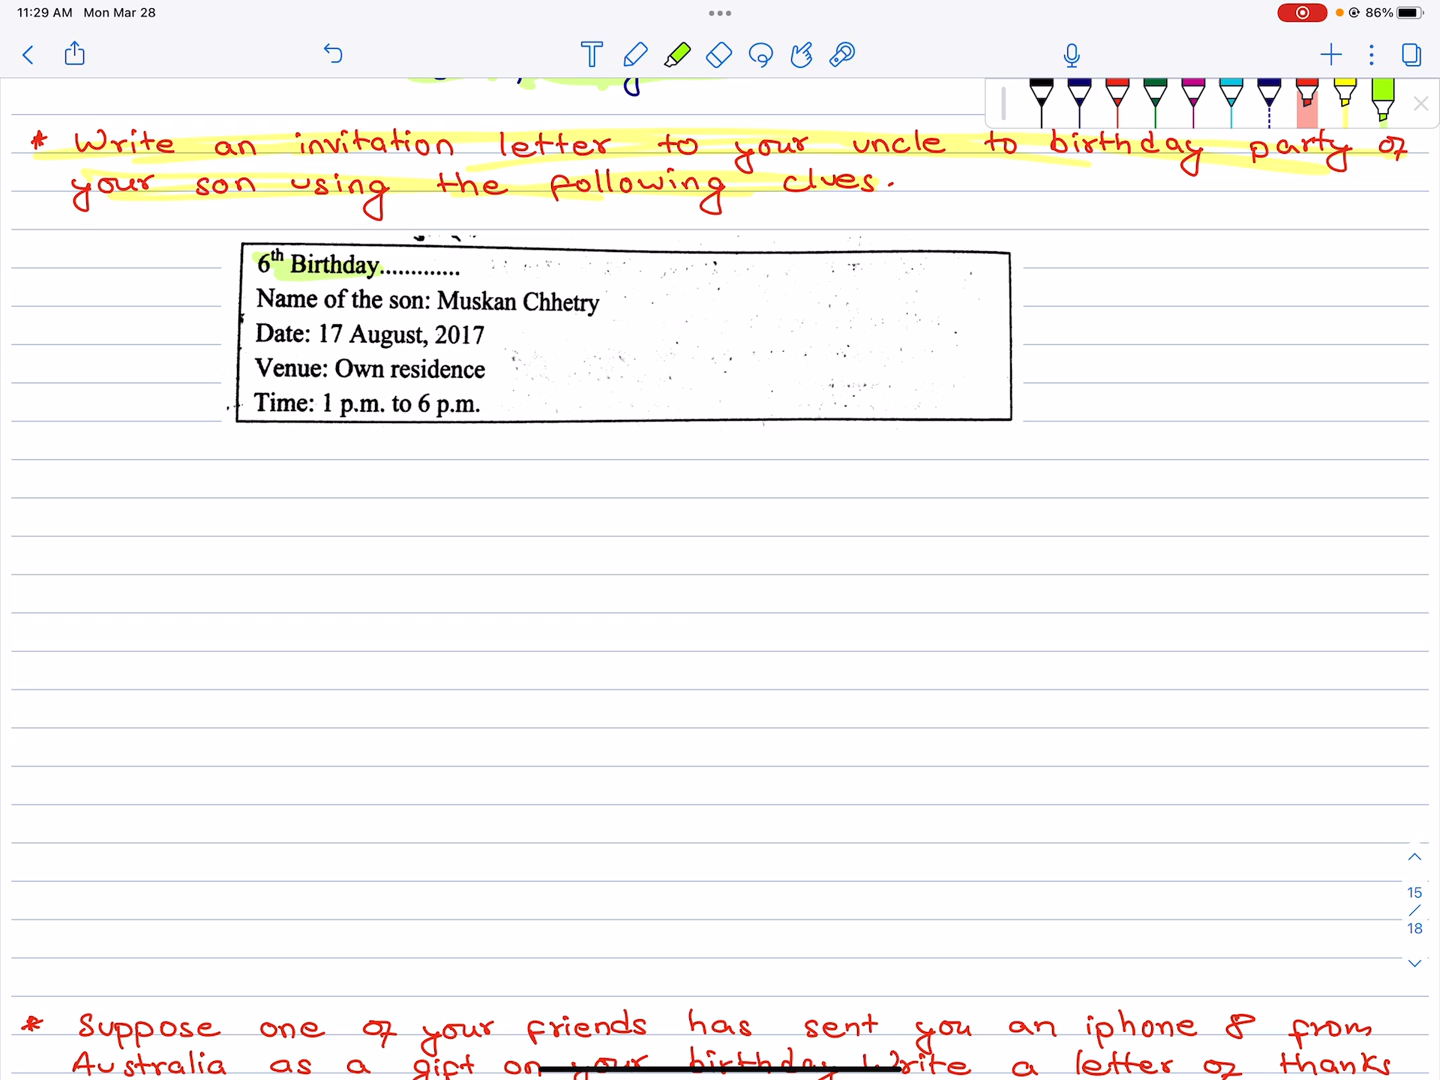 11:29 AM Mon Mar 28
86%
* Write an invitation letter to your uncle to birthday party of
your son using the following clues.
6th Birthday.............
Name of the son: Muskan Chhetry
Date: 17 August, 2017
Venue: Own residence
Time: 1 p.m. to 6 p.m.
15
/
18
* Suppose one of your friends has sent you an iphone 8 from
Australia as a gift on your birthday. Write a letter of thanks